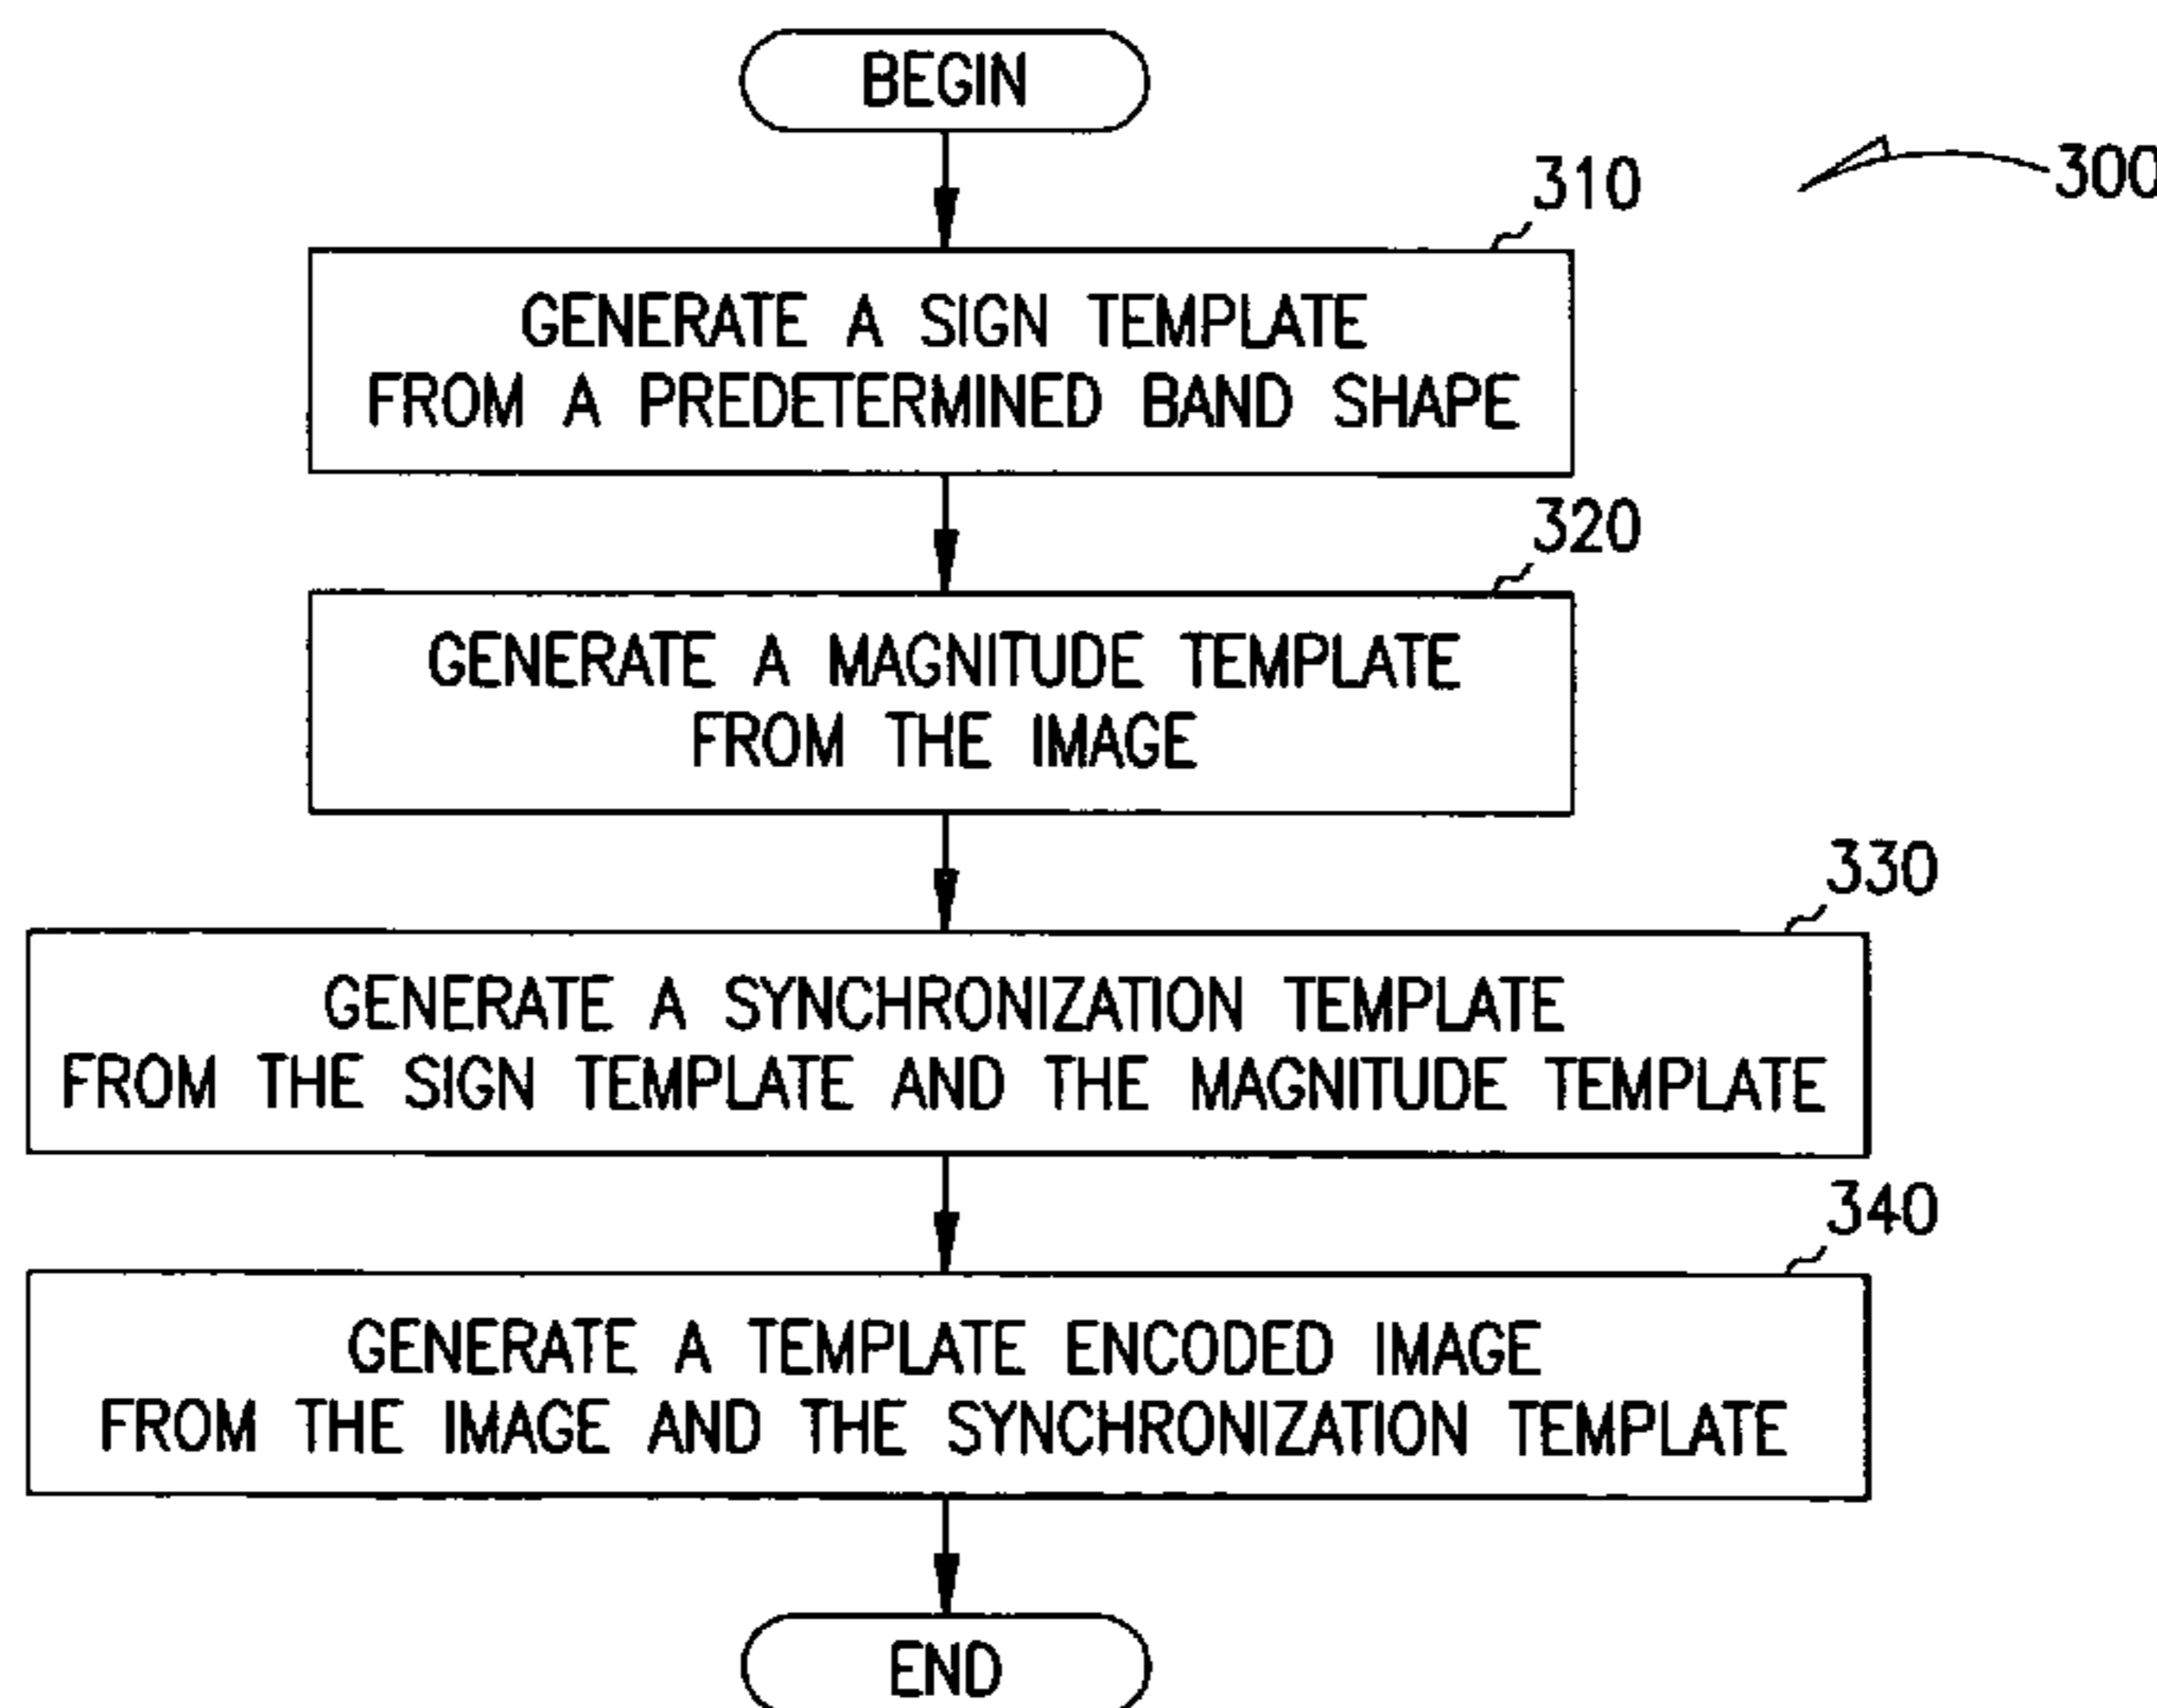 BEGIN
300
310
GENERATE A SIGN TEMPLATE
FROM A PREDETERMINED BAND SHAPE
320
GENERATE A MAGNITUDE TEMPLATE
FROM THE IMAGE
330
GENERATE A SYNCHRONIZATION TEMPLATE
FROM THE SIGN TEMPLATE AND THE MAGNITUDE TEMPLATE
340
GENERATE A TEMPLATE ENCODED IMAGE
FROM THE IMAGE AND THE SYNCHRONIZATION TEMPLATE
END